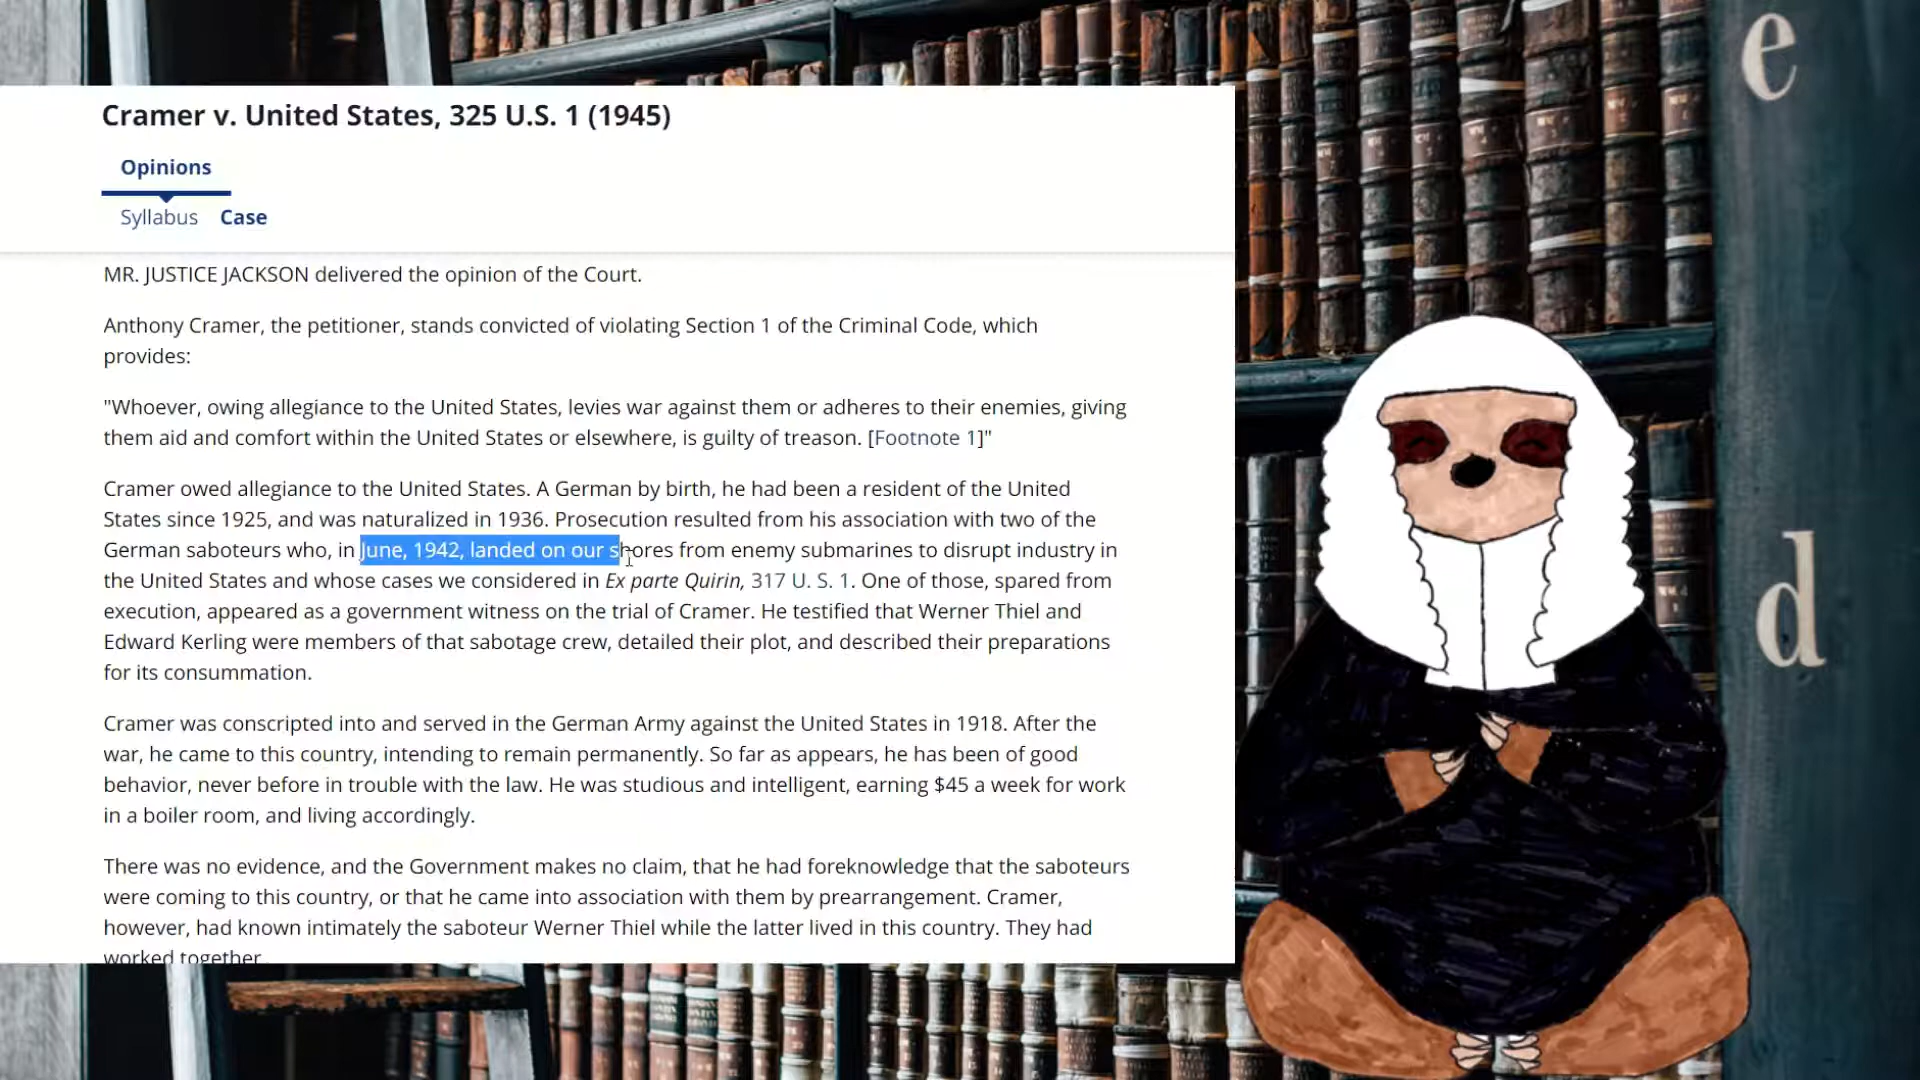 Cramer v. United States, 325 U.S. 1 (1945)
Opinions
Syllabus Case
MR. JUSTICE JACKSON delivered the opinion of the Court.
Anthony Cramer, the petitioner, stands convicted of violating Section 1 of the Criminal Code, which
provides:
"Whoever, owing allegiance to the United States, levies war against them or adheres to their enemies, giving
them aid and comfort within the United States or elsewhere, is guilty of treason. [Footnote 1]"
Cramer owed allegiance to the United States. A German by birth, he had been a resident of the United
States since 1925, and was naturalized in 1936. Prosecution resulted from his association with two of the
German saboteurs who, in June, 1942, landed on our shores from enemy submarines to disrupt industry in
the United States and whose cases we considered in Ex parte Quirin, 317 U. S. 1. One of those, spared from
execution, appeared as a government witness on the trial of Cramer. He testified that Werner Thiel and
Edward Kerling were members of that sabotage crew, detailed their plot, and described their preparations
for its consummation.
Cramer was conscripted into and served in the German Army against the United States in 1918. After the
war, he came to this country, intending to remain permanently. So far as appears, he has been of good
behavior, never before in trouble with the law. He was studious and intelligent, earning $45 a week for work
in a boiler room, and living accordingly.
There was no evidence, and the Government makes no claim, that he had foreknowledge that the saboteurs
were coming to this country, or that he came into association with them by prearrangement. Cramer,
however, had known intimately the saboteur Werner Thiel while the latter lived in this country. They had
worked together
e
d